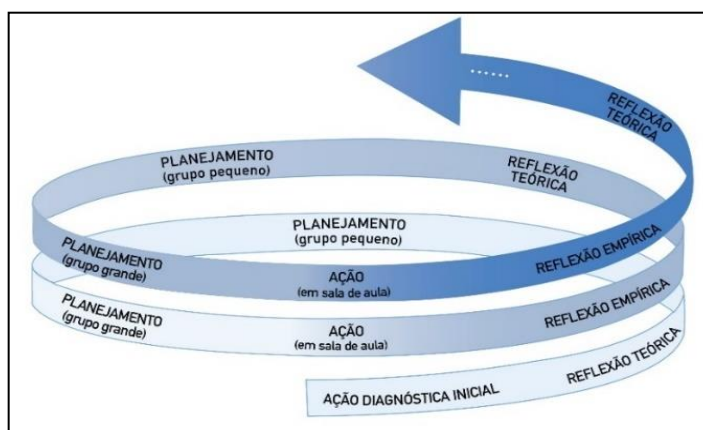 ......
REFLEXÃO
TEÓRICA
PLANEJAMENTO
(grupo pequeno)
REFLEXÃO
TEÓRICA
PLANEJAMENTO
(grupo pequeno)
PLANEJAMENTO
(grupo grande)
AÇÃO
(em sala de aula)
REFLEXÃO EMPÍRICA
PLANEJAMENTO
(grupo grande)
AÇÃO
(em sala de aula)
REFLEXÃO EMPÍRICA
AÇÃO DIAGNÓSTICA INICIAL
REFLEXÃO TEÓRICA